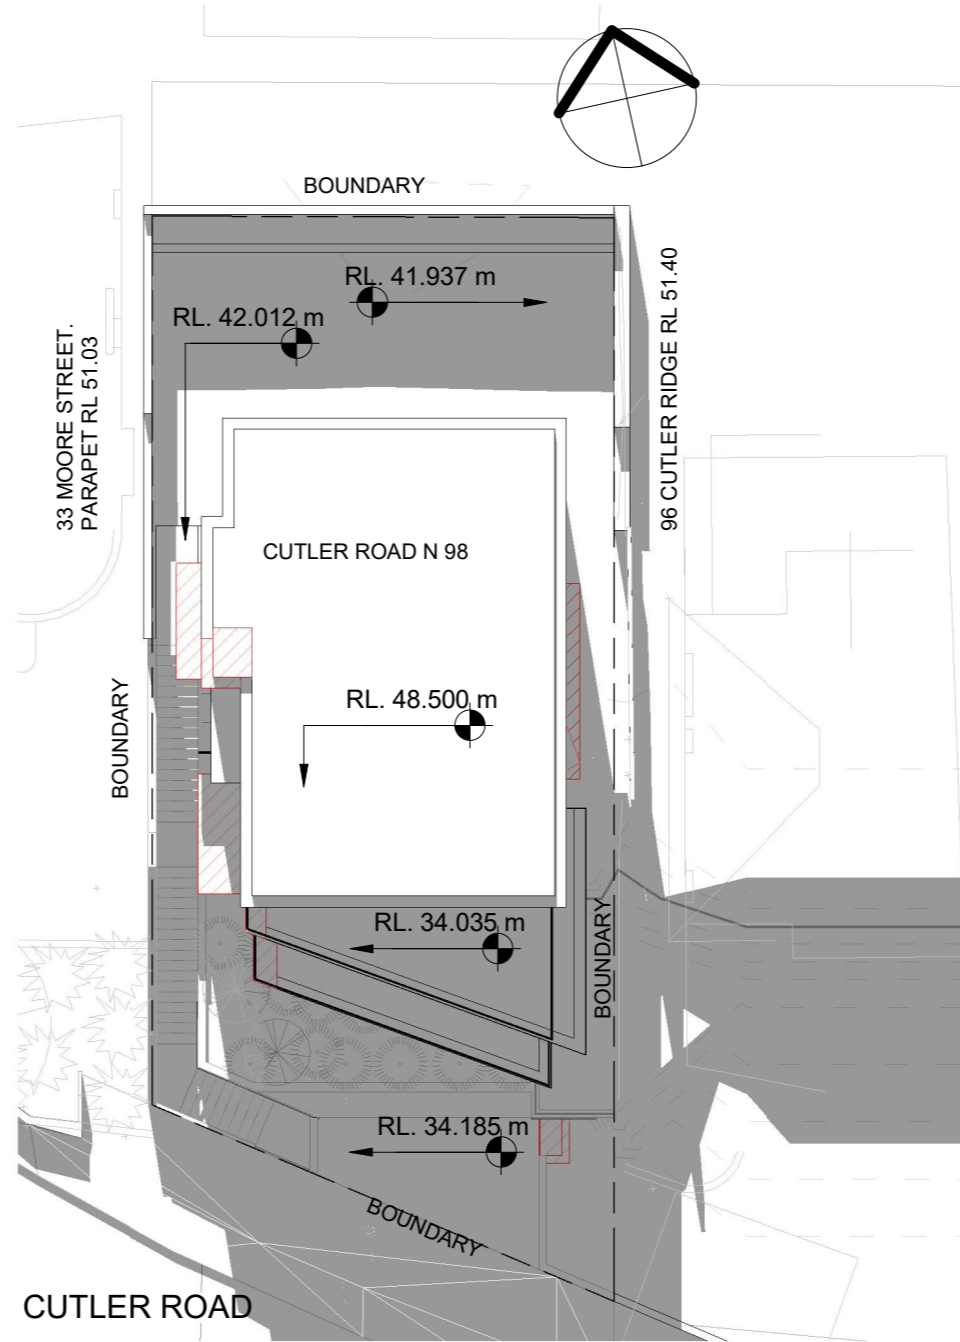 BOUNDARY
RL. 41.937 m
RL. 42.012 m
33 MOORE STREET.
PARAPET RL 51.03
96 CUTLER RIDGE RL 51.40
CUTLER ROAD N 98
BOUNDARY
RL. 48.500 m
RL. 34.035 m
BOUNDARY
RL. 34.185 m
BOUNDARY
CUTLER ROAD